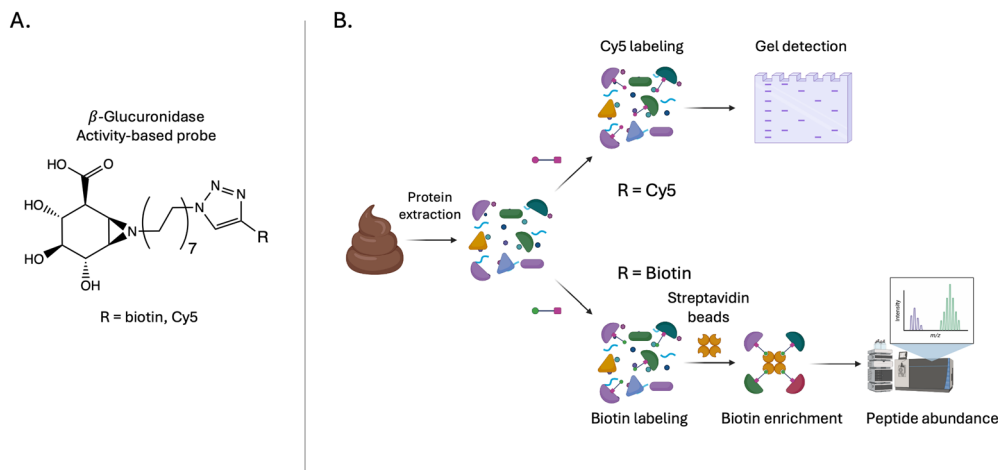 A.
β-Glucuronidase
Activity-based probe
HO
O
HO
HO
OH
N
7
N
N
N
R
R = biotin, Cy5
B.
Cy5 labeling
Gel detection
Protein
extraction
R = Cy5
R = Biotin
Streptavidin
beads
Intensity
m/z
Biotin labeling
Biotin enrichment
Peptide abundance